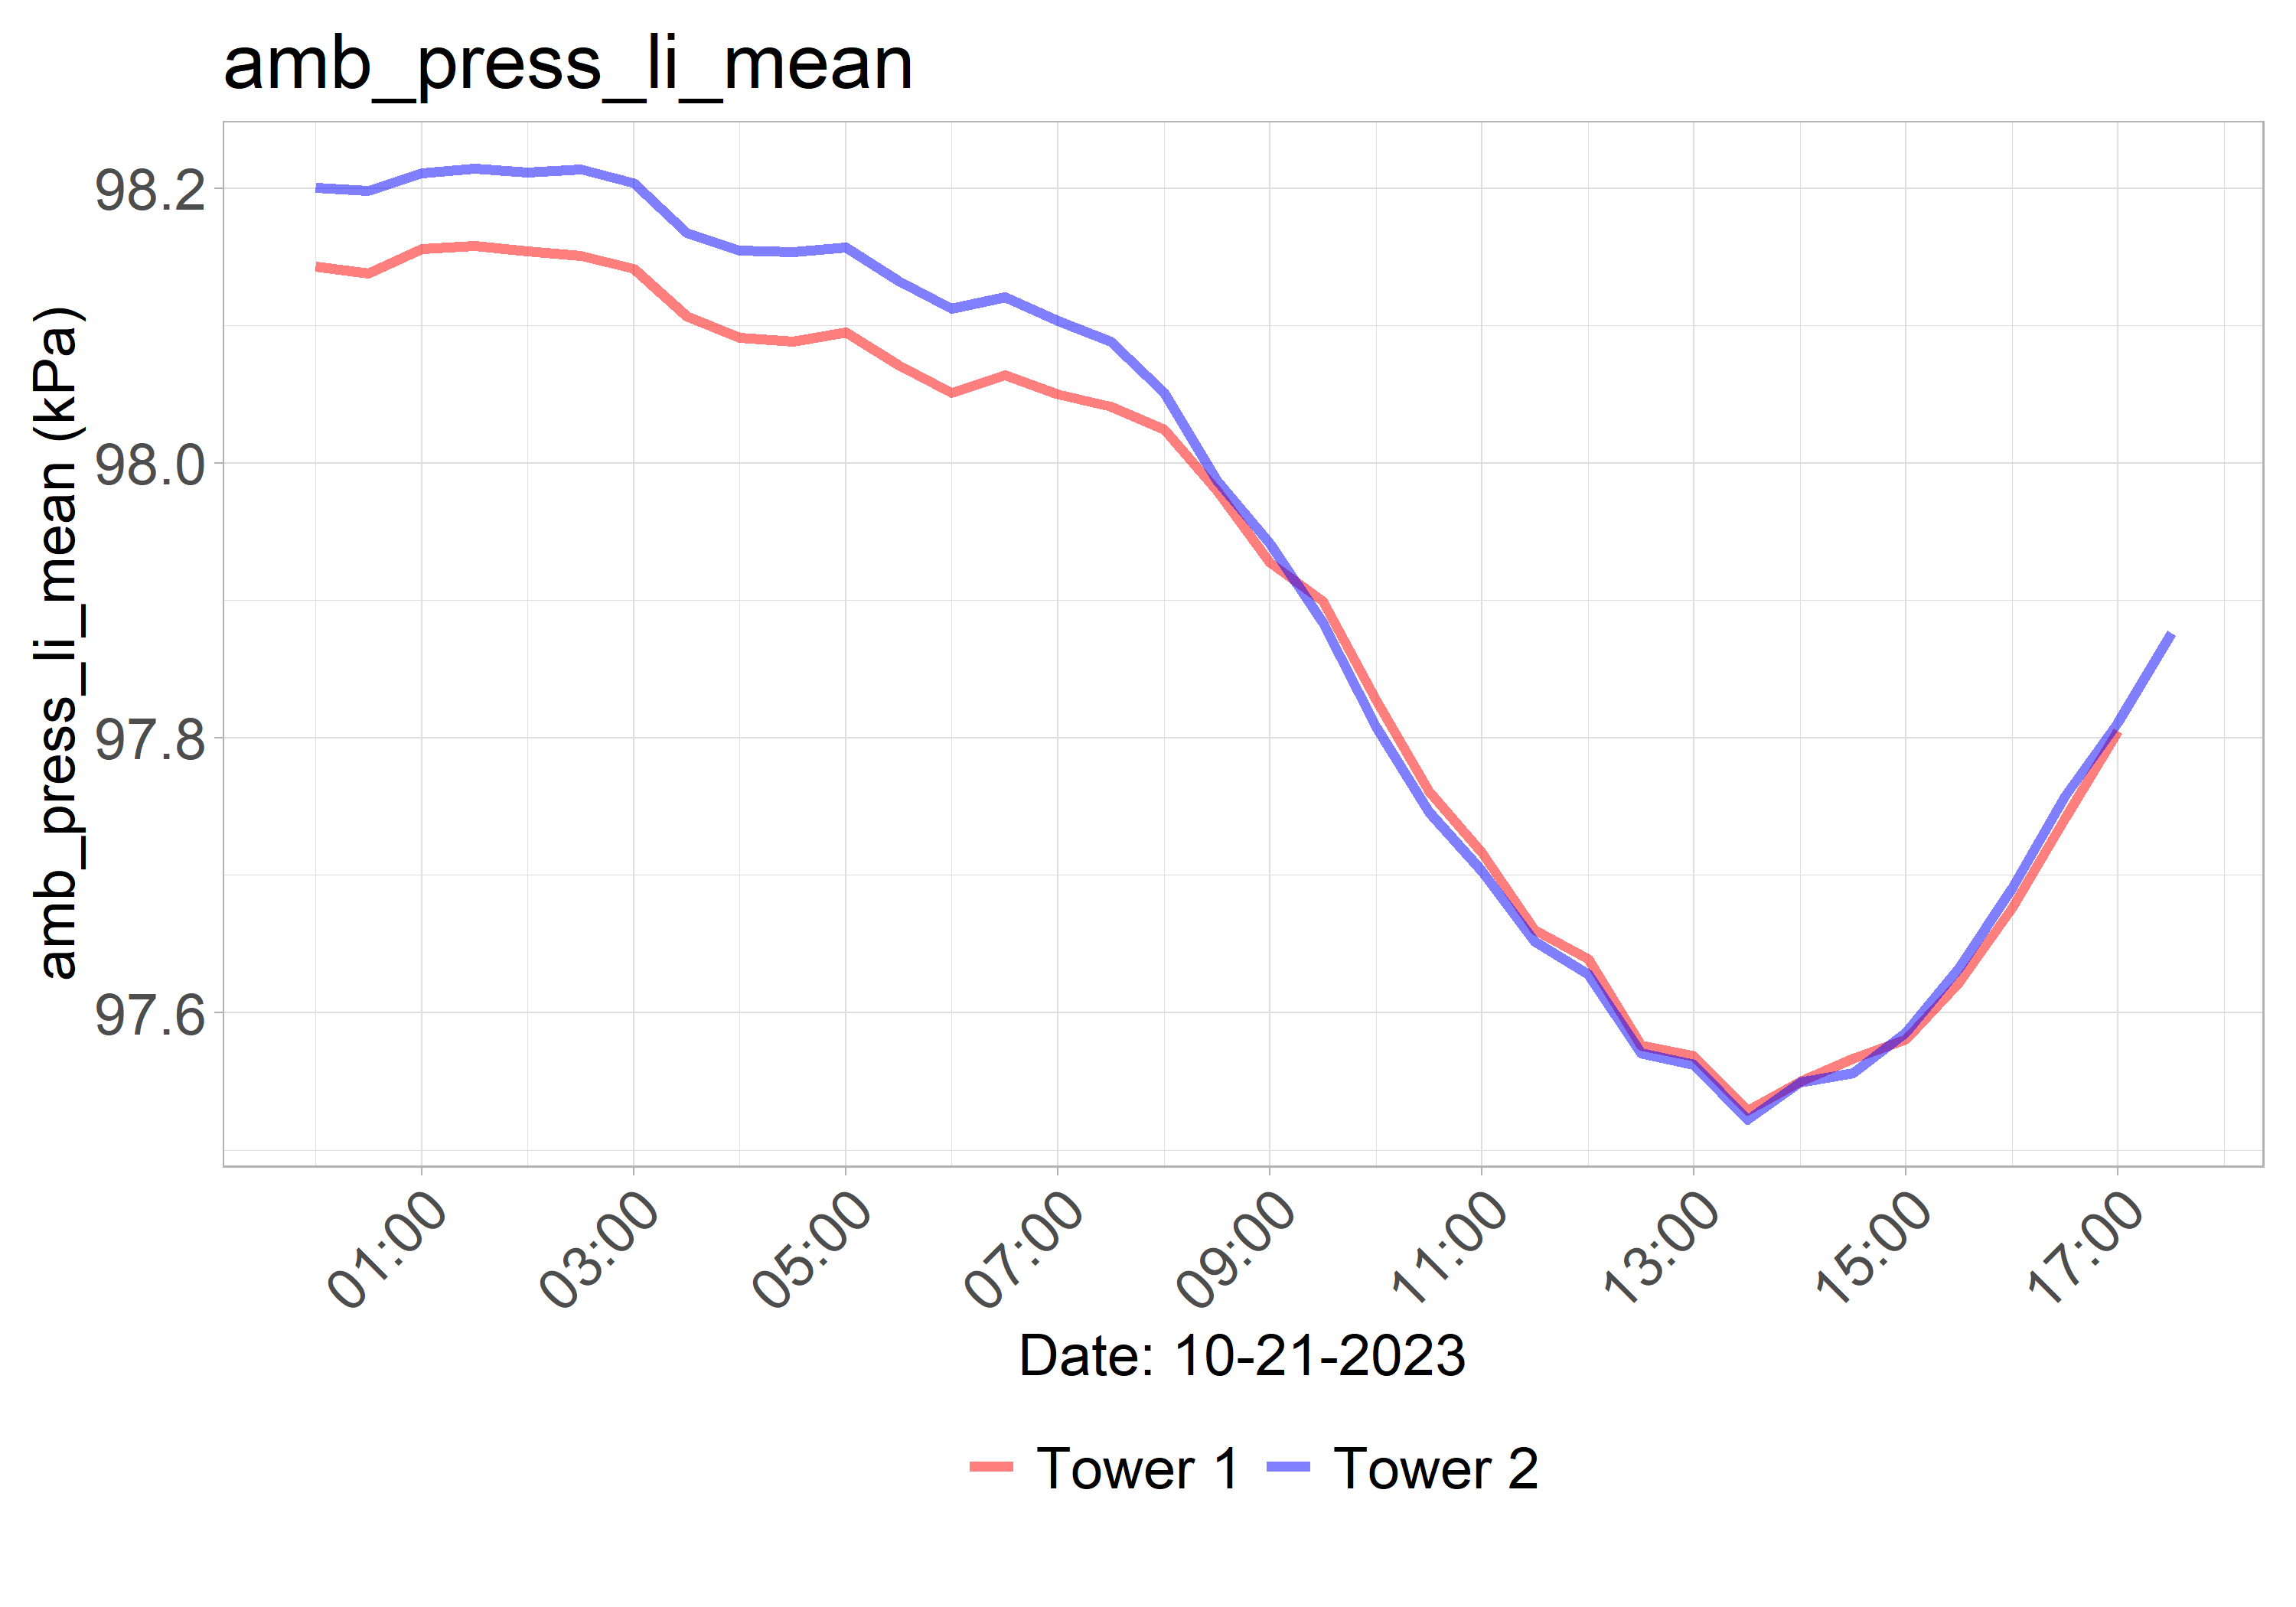 amb_press_li_mean
amb_press_li_mean (kPa)
98.2
98.0
97.8
97.6
01:00 03:00 05:00 07:00 09:00 11:00 13:00 15:00 17:00
Date: 10-21-2023
Tower 1 Tower 2